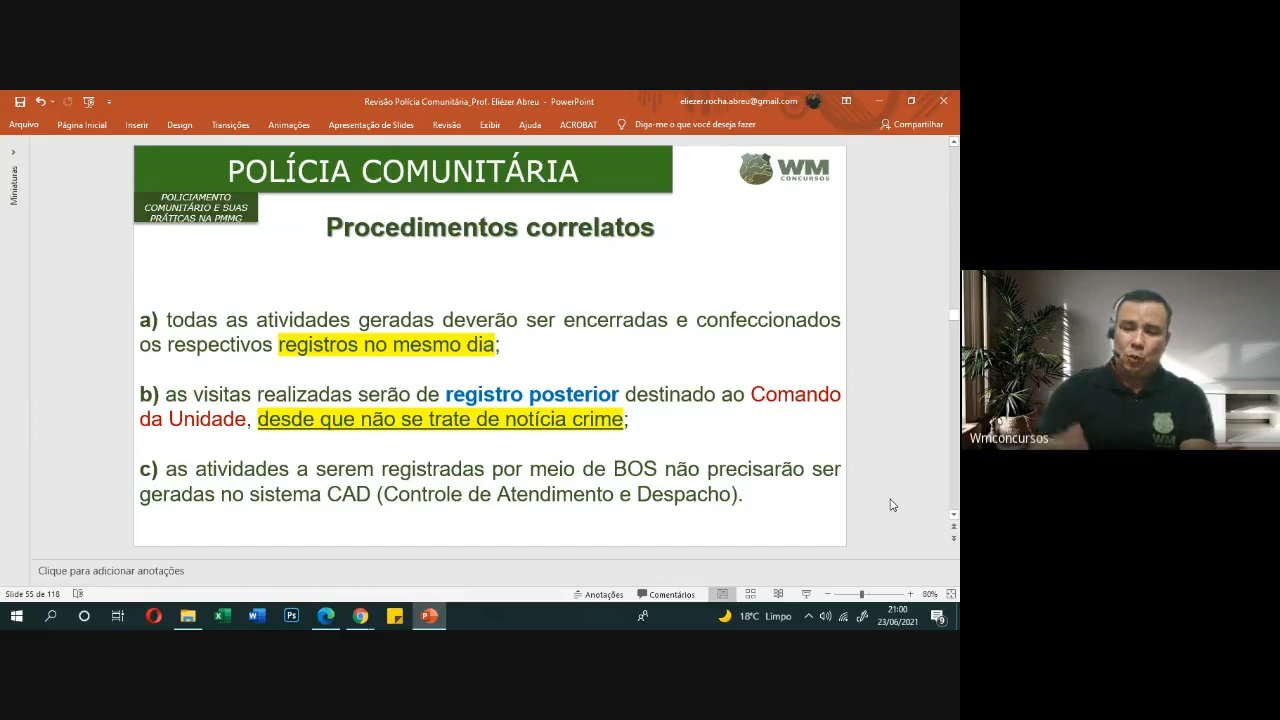 Revisão Polícia Comunitária_Prof. Eliézer Abreu - PowerPoint
eliezer.rocha.abreu@gmail.com
Arquivo Página Inicial Inserir Design Transições Animações Apresentação de Slides Revisão Exibir Ajuda ACROBAT Diga-me o que você deseja fazer Compartilhar
Miniaturas
POLÍCIA COMUNITÁRIA
WM
CONCURSOS
POLICIAMENTO
COMUNITÁRIO E SUAS
PRÁTICAS NA PMMG
Procedimentos correlatos
a) todas as atividades geradas deverão ser encerradas e confeccionados
os respectivos registros no mesmo dia;
b) as visitas realizadas serão de registro posterior destinado ao Comando
da Unidade, desde que não se trate de notícia crime;
c) as atividades a serem registradas por meio de BOS não precisarão ser
geradas no sistema CAD (Controle de Atendimento e Despacho).
WM
Wmconcursos
Clique para adicionar anotações
Slide 55 de 118 Anotações Comentários 80%
18°C Limpo
21:00
23/06/2021
9